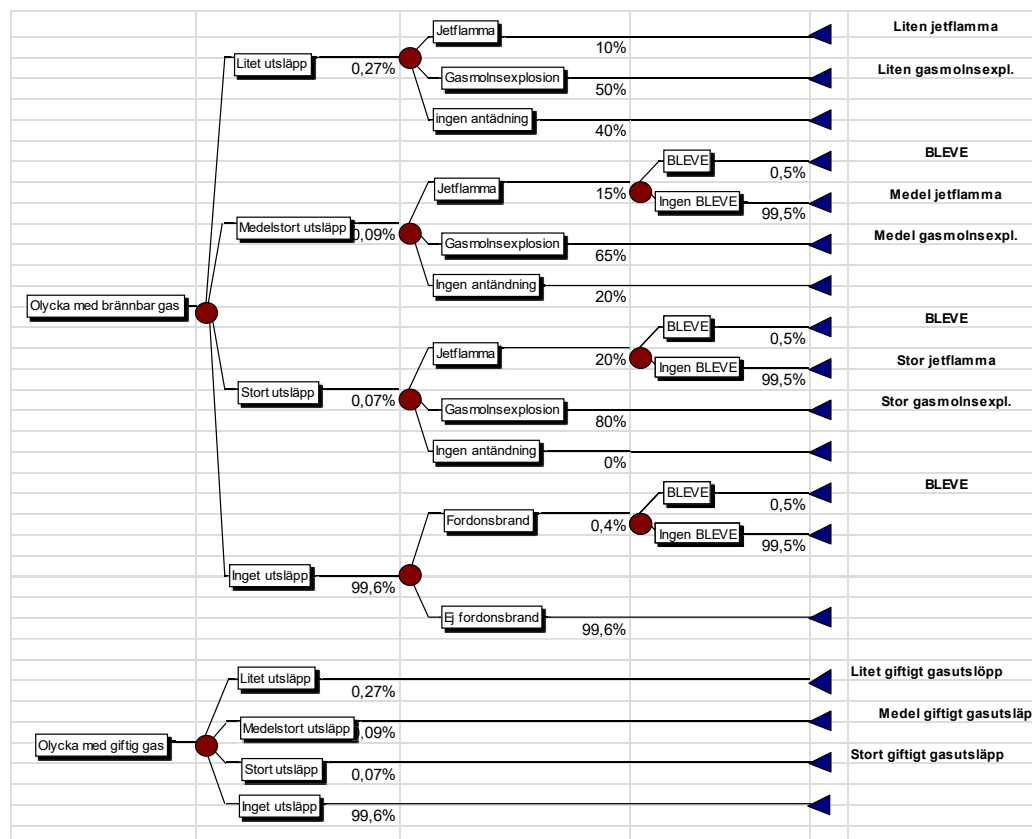 Jetflamma
Liten jetflamma
10%
Litet utsläpp
0,27%
Gasmolnsexplosion
Liten gasmolnsexpl.
50%
ingen antädning
40%
BLEVE
BLEVE
0,5%
Jetflamma
15%
Ingen BLEVE
Medel jetflamma
99,5%
Medelstort utsläpp
0,09%
Gasmolnsexplosion
Medel gasmolnsexpl.
65%
Ingen antändning
20%
Olycka med brännbar gas
BLEVE
BLEVE
0,5%
Jetflamma
20%
Ingen BLEVE
Stor jetflamma
99,5%
Stort utsläpp
0,07%
Gasmolnsexplosion
Stor gasmolnsexpl.
80%
Ingen antändning
0%
BLEVE
BLEVE
0,5%
Fordonsbrand
0,4%
Ingen BLEVE
99,5%
Inget utsläpp
99,6%
Ej fordonsbrand
99,6%
Litet utsläpp
Litet giftigt gasutslöpp
0,27%
Medelstort utsläpp
Medel giftigt gasutsläp
0,09%
Olycka med giftig gas
Stort utsläpp
Stort giftigt gasutsläpp
0,07%
Inget utsläpp
99,6%